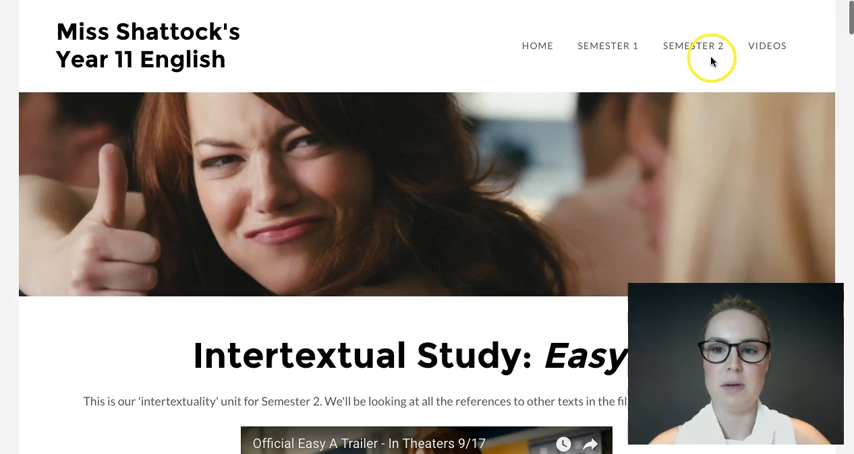 Miss Shattock's
Year 11 English
HOME SEMESTER 1 SEMESTER 2 VIDEOS
Intertextual Study: Easy
This is our 'intertextuality' unit for Semester 2. We'll be looking at all the references to other texts in the fil
Official Easy A Trailer - In Theaters 9/17